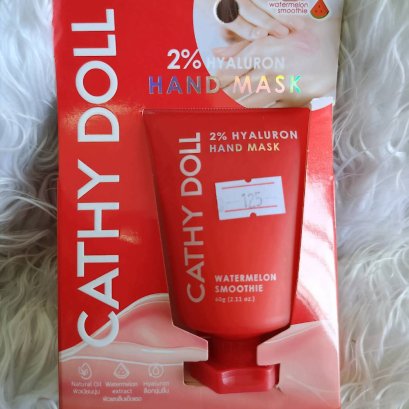 watermelon
smoothie
2% HYALURON
HAND MASK
CATHY DOLL
2% HYALURON
HAND MASK
CATHY DOLL
125
WATERMELON
SMOOTHIE
60g (2.11 oz.)
Natural Oil
Watermelon
extract
Hyaluron